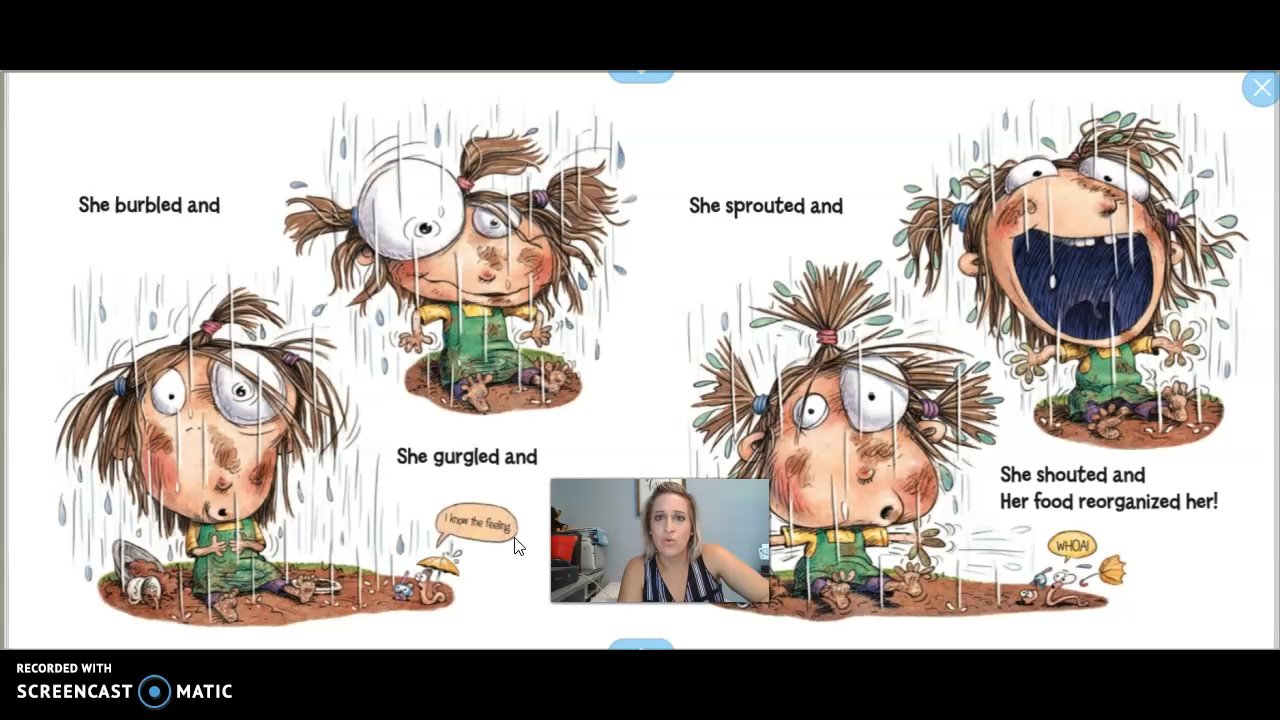 She burbled and
She gurgled and
I know the feeling.
She sprouted and
She shouted and
Her food reorganized her!
WHOA!
RECORDED WITH
SCREENCAST MATIC